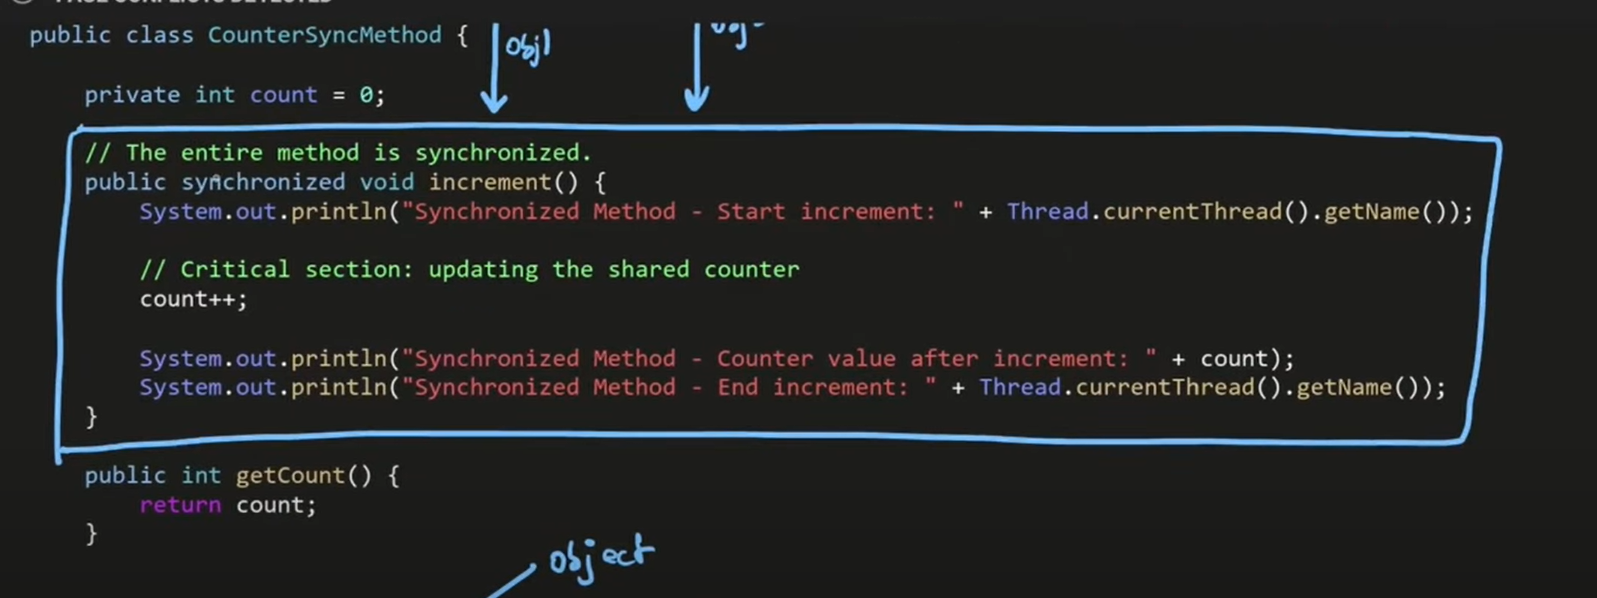 public class CounterSyncMethod {
obj1
private int count = 0;
// The entire method is synchronized.
public synchronized void increment() {
System.out.println("Synchronized Method - Start increment: " + Thread.currentThread().getName());
// Critical section: updating the shared counter
count++;
System.out.println("Synchronized Method - Counter value after increment: " + count);
System.out.println("Synchronized Method - End increment: " + Thread.currentThread().getName());
}
public int getCount() {
return count;
}
object